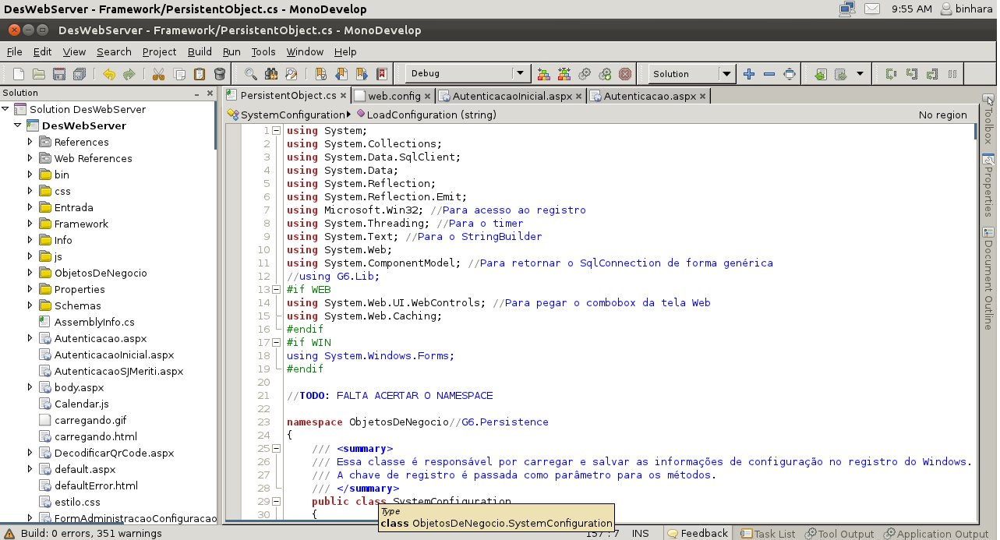 DesWebServer - Framework/PersistentObject.cs - MonoDevelop
9:55 AM binhara
DesWebServer - Framework/PersistentObject.cs - MonoDevelop
File Edit View Search Project Build Run Tools Window Help
Debug Solution
Solution
PersistentObject.cs web.config AutenticacaoInicial.aspx Autenticacao.aspx
SystemConfiguration LoadConfiguration (string) No region
Solution DesWebServer
DesWebServer
References
Web References
bin
css
Entrada
Framework
Info
js
ObjetosDeNegocio
Properties
Schemas
AssemblyInfo.cs
Autenticacao.aspx
AutenticacaoInicial.aspx
AutenticacaoSJMeriti.aspx
body.aspx
Calendar.js
carregando.gif
carregando.html
DecodificarQrCode.aspx
default.aspx
defaultError.html
estilo.css
FormAdministracaoConfiguracao
1 using System;
2 using System.Collections;
3 using System.Data.SqlClient;
4 using System.Data;
5 using System.Reflection;
6 using System.Reflection.Emit;
7 using Microsoft.Win32; //Para acesso ao registro
8 using System.Threading; //Para o timer
9 using System.Text; //Para o StringBuilder
10 using System.Web;
11 using System.ComponentModel; //Para retornar o SqlConnection de forma genérica
12 //using G6.Lib;
13 #if WEB
14 using System.Web.UI.WebControls; //Para pegar o combobox da tela Web
15 using System.Web.Caching;
16 #endif
17 #if WIN
18 using System.Windows.Forms;
19 #endif
20
21 //TODO: FALTA ACERTAR O NAMESPACE
22
23 namespace ObjetosDeNegocio//G6.Persistence
24 {
25 /// <summary>
26 /// Essa classe é responsável por carregar e salvar as informações de configuração no registro do Windows.
27 /// A chave de registro é passada como parâmetro para os métodos.
28 /// </summary>
29 public class SystemConfiguration
30 {
Type
class ObjetosDeNegocio.SystemConfiguration
Toolbox
Properties
Document Outline
Build: 0 errors, 351 warnings
157 : 7 INS Feedback Task List Tool Output Application Output